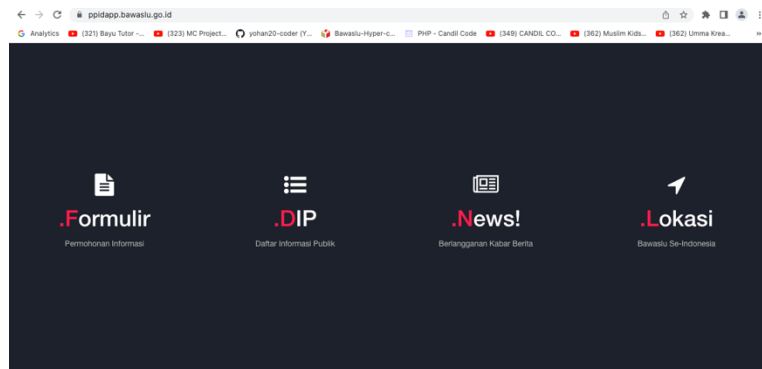 ppidapp.bawaslu.go.id
Analytics (321) Bayu Tutor -... (323) MC Project... yohan20-coder (Y... Bawaslu-Hyper-c... PHP - Candil Code (349) CANDIL CO... (362) Muslim Kids... (362) Umma Krea... »
.Formulir .DIP .News! .Lokasi
Permohonan Informasi Daftar Informasi Publik Berlangganan Kabar Berita Bawaslu Se-Indonesia